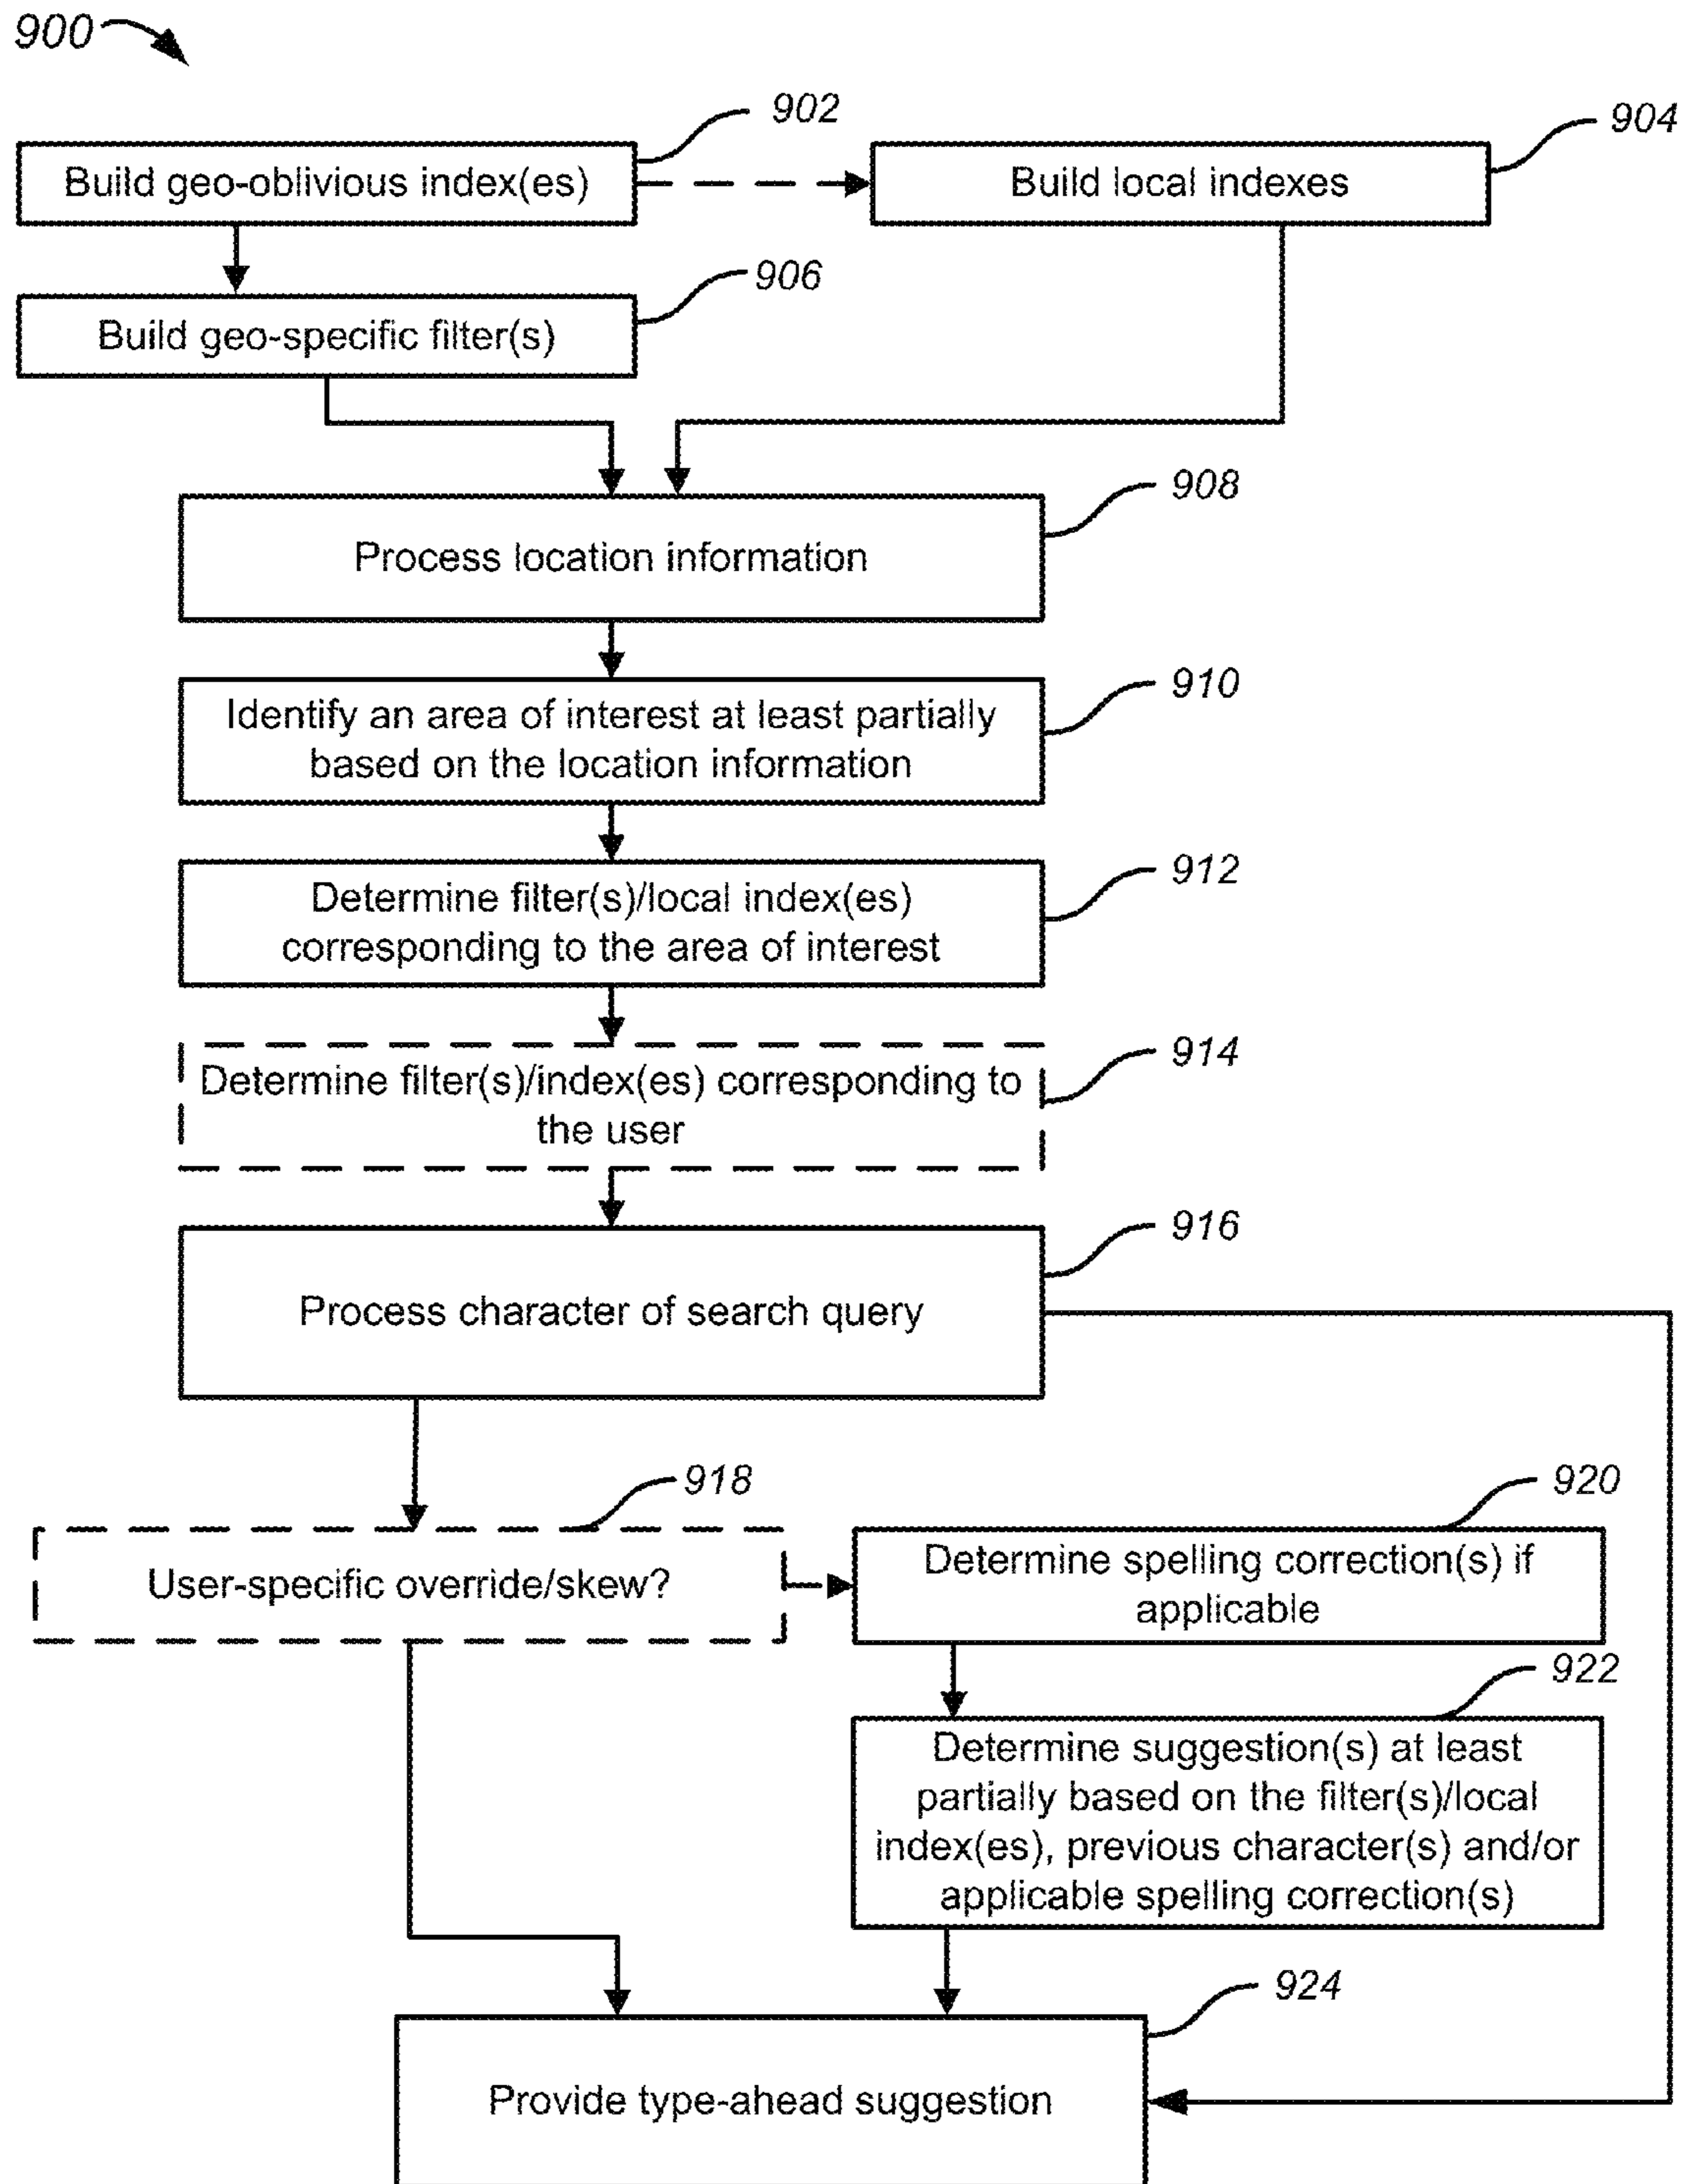 900
902
904
Build geo-oblivious index(es)
Build local indexes
906
Build geo-specific filter(s)
908
Process location information
910
Identify an area of interest at least partially
based on the location information
912
Determine filter(s)/local index(es)
corresponding to the area of interest
914
Determine filter(s)/index(es) corresponding to
the user
916
Process character of search query
918
920
User-specific override/skew?
Determine spelling correction(s) if
applicable
922
Determine suggestion(s) at least
partially based on the filter(s)/local
index(es), previous character(s) and/or
applicable spelling correction(s)
924
Provide type-ahead suggestion